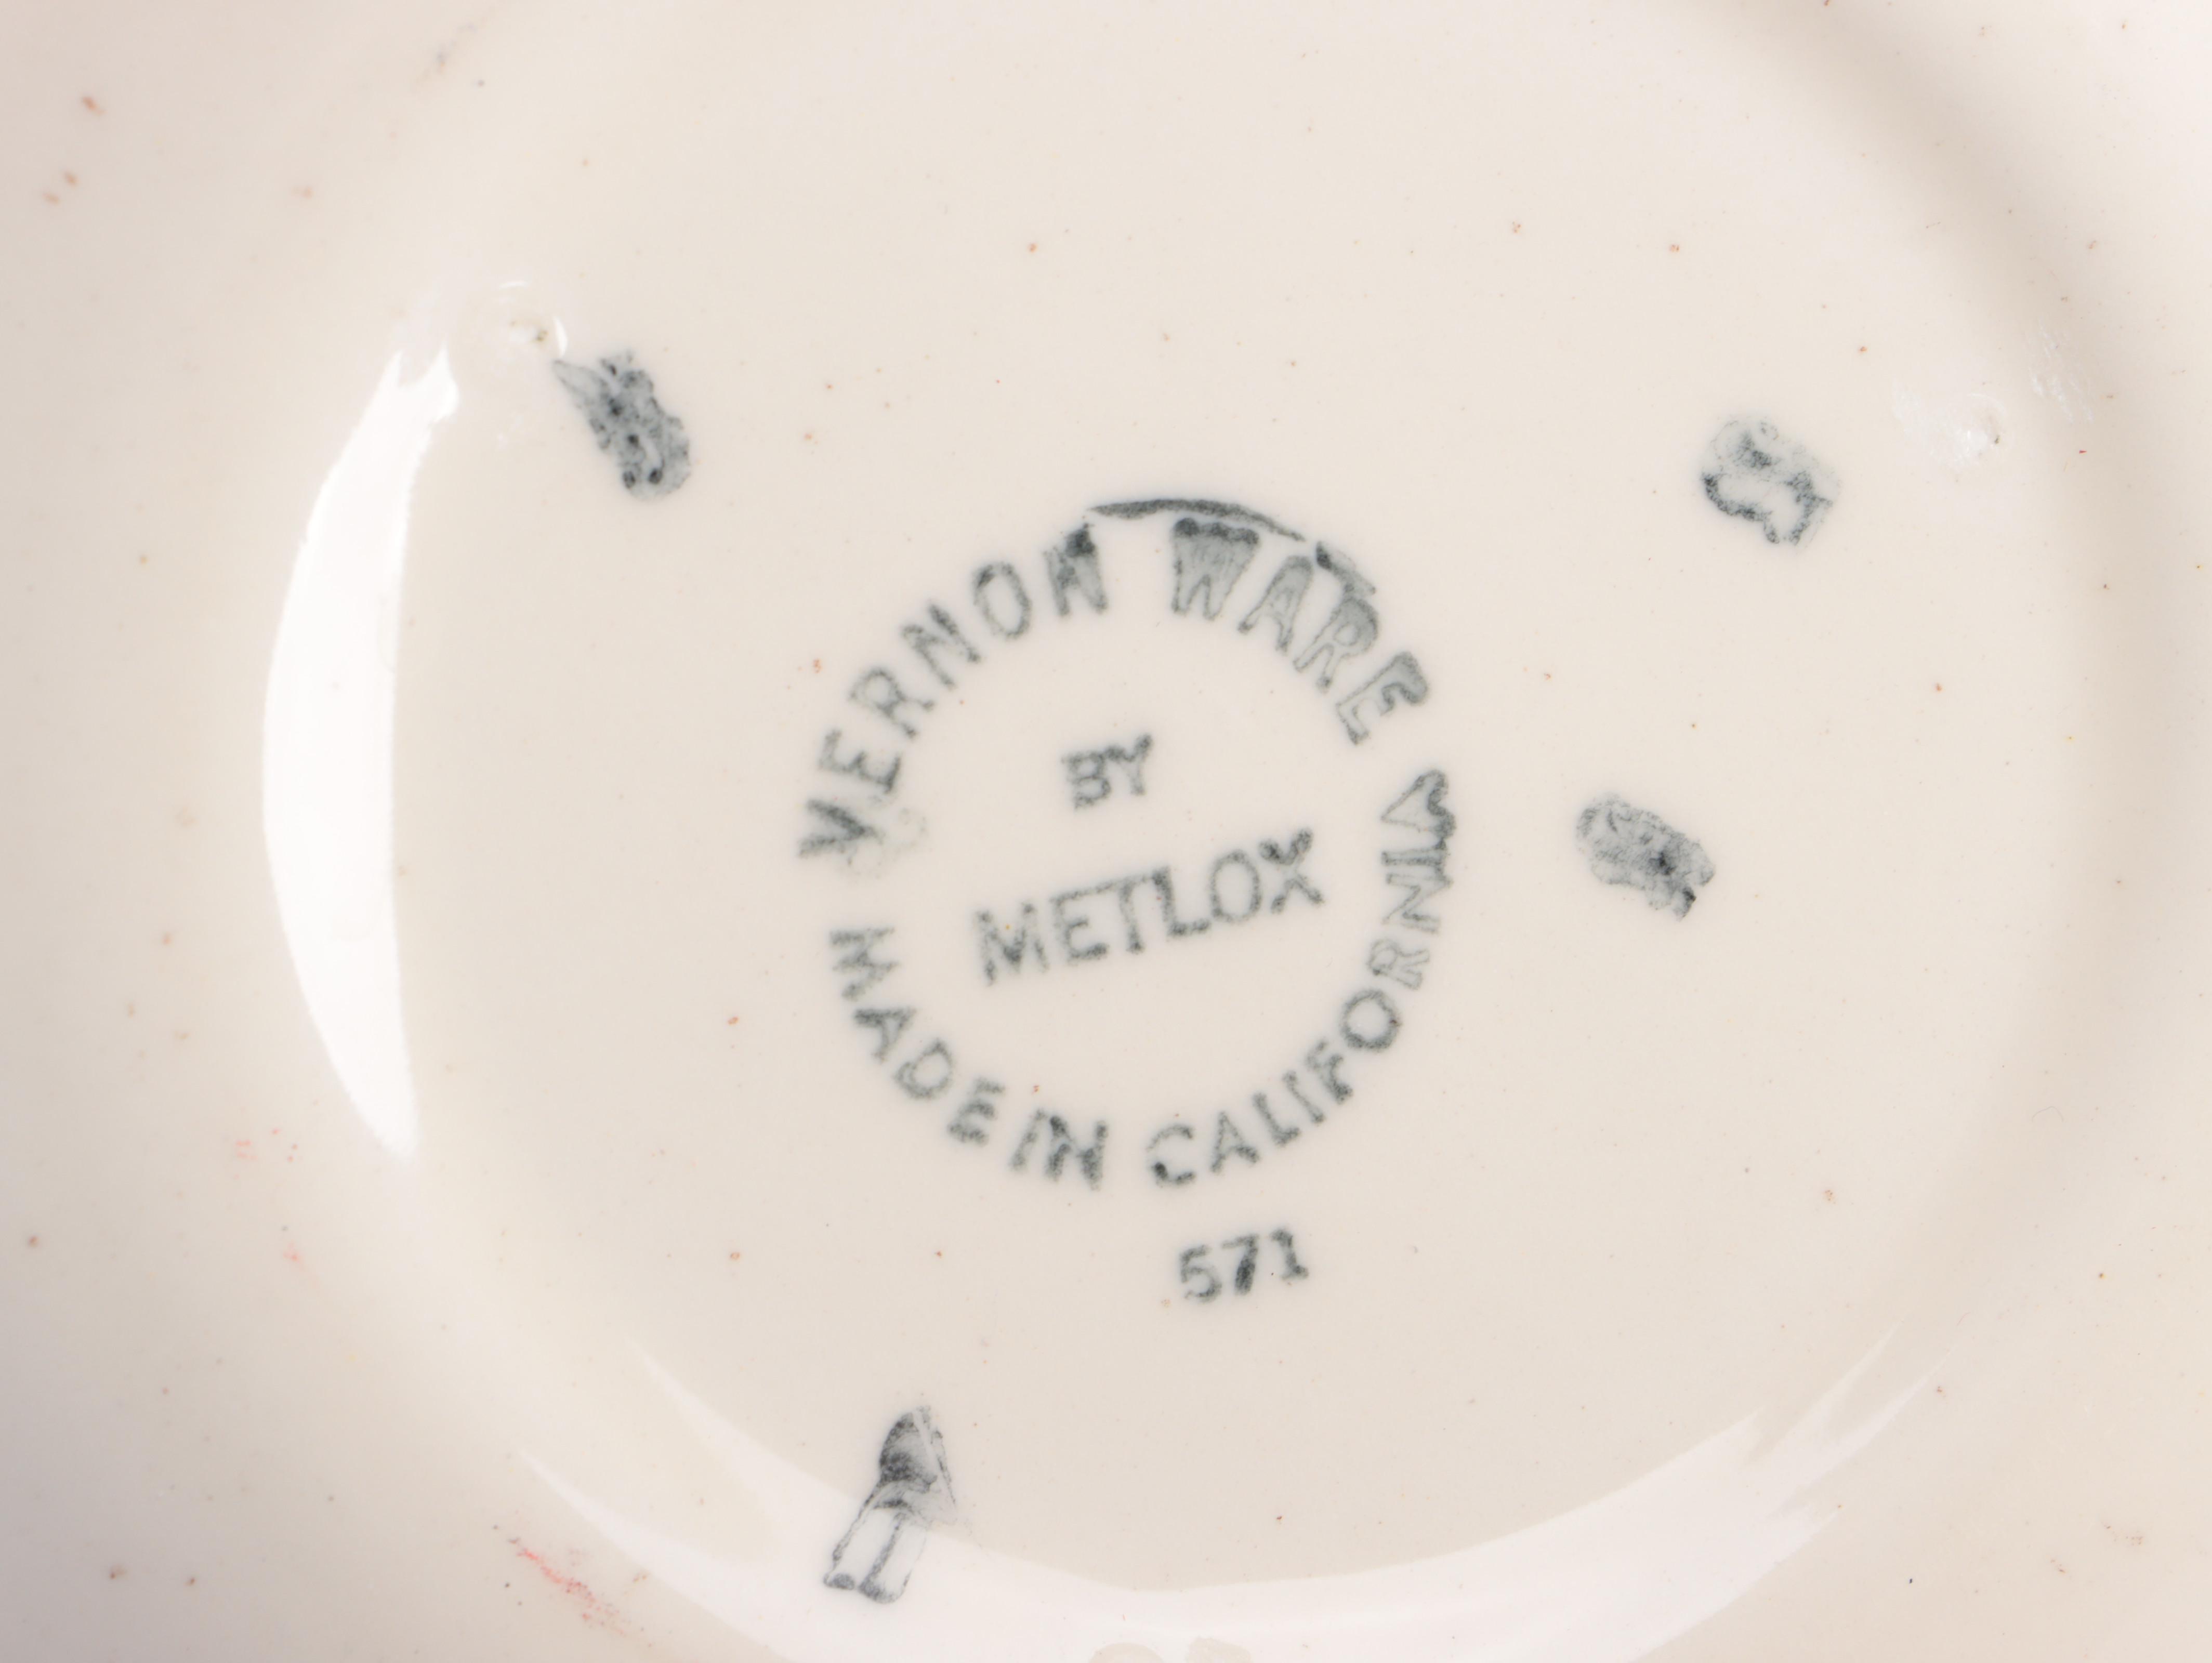 VERNON WARE
BY
METLOX
MADE IN CALIFORNIA
571